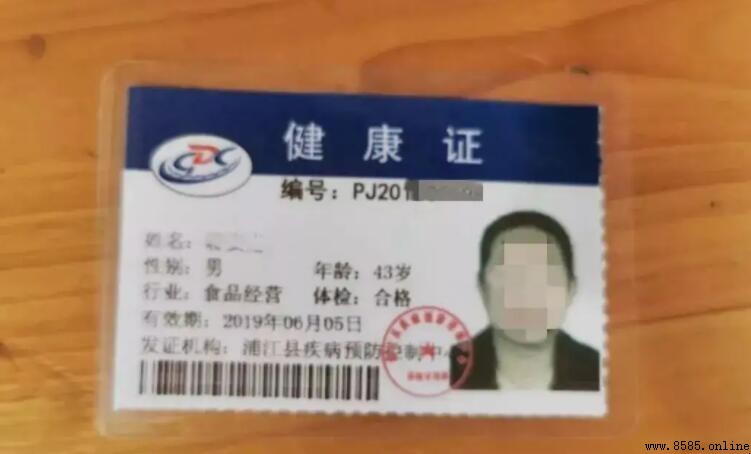 健康证
CDC
编号：PJ201
姓名：
性别：男 年龄：43岁
行业：食品经营 体检：合格
有效期：2019年06月05日
发证机构：浦江县疾病预防控制中心
www.8585.online